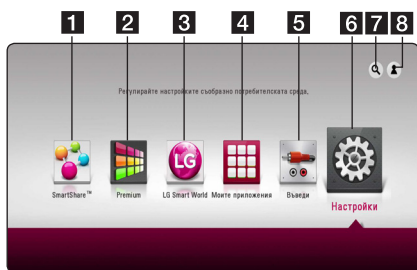 1 2 3 4 5 6 7 8
Регулирайте настройките съобразно потребителската среда.
LG
SmartShare™ Premium LG Smart World Моите приложения Въведи
Настройки